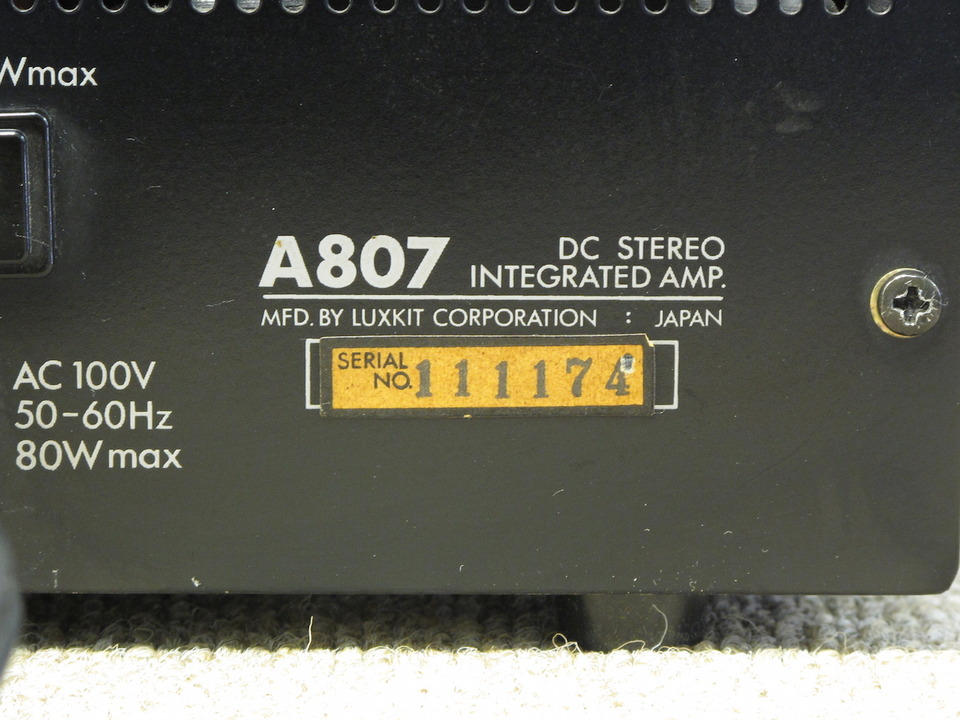 Wmax
A807
DC STEREO
INTEGRATED AMP.
MFD. BY LUXKIT CORPORATION : JAPAN
SERIAL
NO. 111174
AC 100V
50-60Hz
80W max